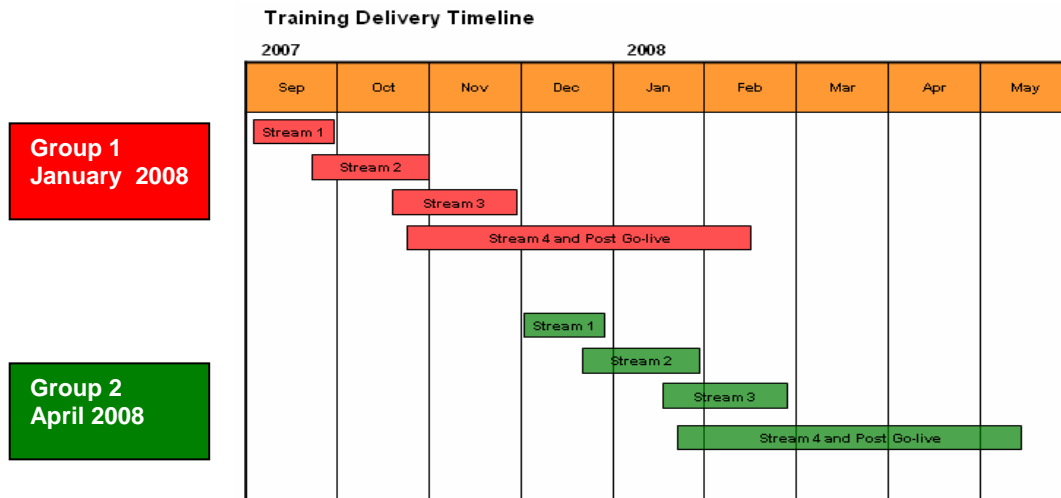 Training Delivery Timeline
2007 2008
Sep Oct Nov Dec Jan Feb Mar Apr May
Group 1
January 2008
Stream 1
Stream 2
Stream 3
Stream 4 and Post Go-live
Group 2
April 2008
Stream 1
Stream 2
Stream 3
Stream 4 and Post Go-live